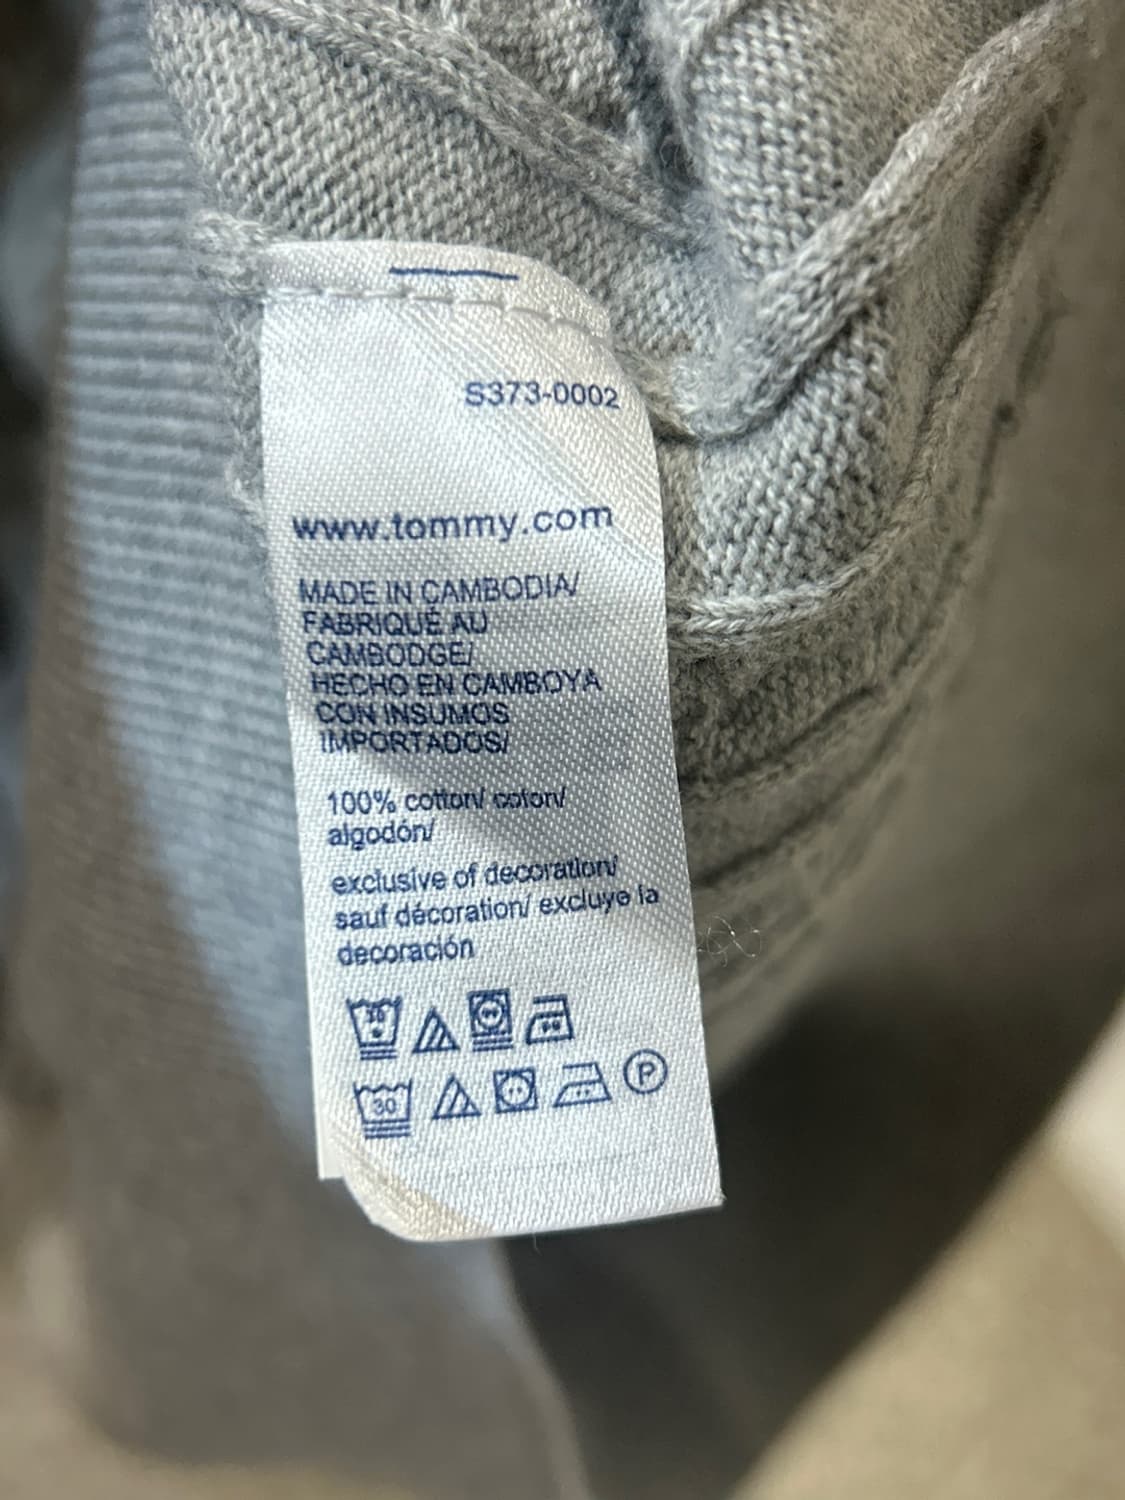 S373-0002
www.tommy.com
MADE IN CAMBODIA/
FABRIQUÉ AU
CAMBODGE/
HECHO EN CAMBOYA
CON INSUMOS
IMPORTADOS/
100% cotton/ coton/
algodón/
exclusive of decoration/
sauf décoration/ excluye la
decoración
30
30
P